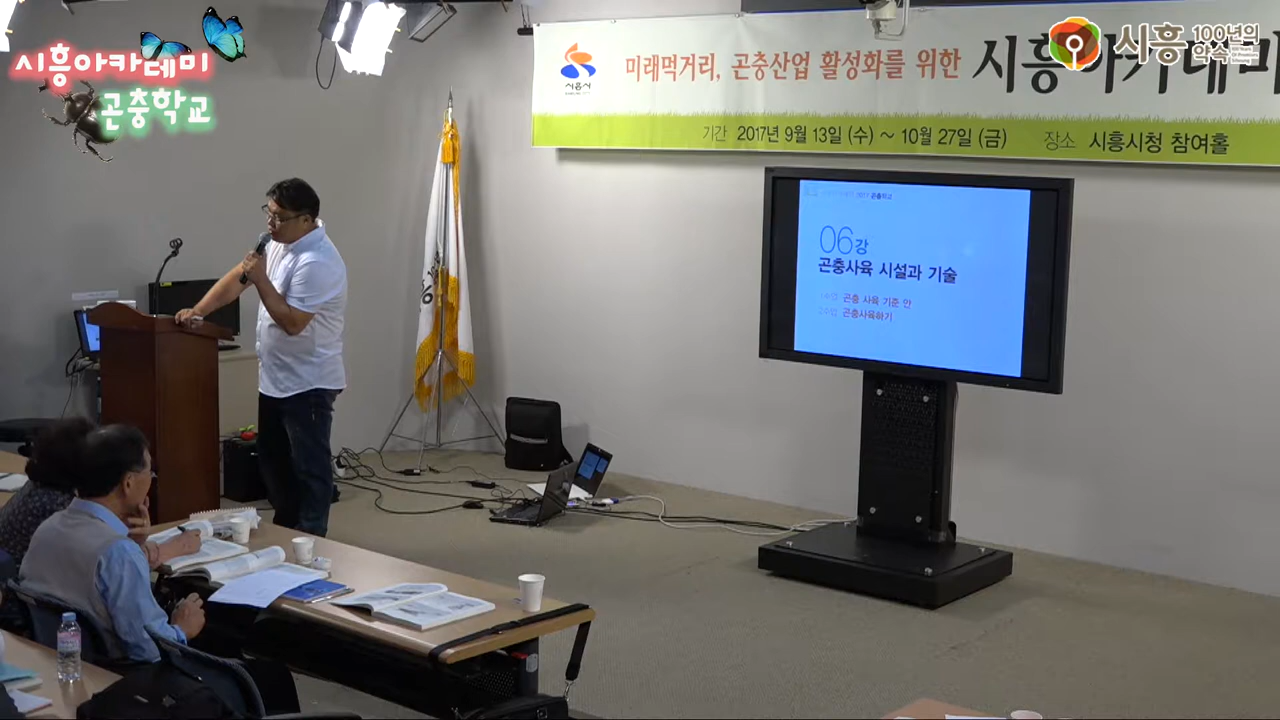 시흥아카데미
곤충학교
시흥시
미래먹거리, 곤충산업 활성화를 위한 시흥아카데미
기간 2017년 9월 13일 (수) ~ 10월 27일 (금) 장소 시흥시청 참여홀
시흥 100년의
약속
2017 곤충학교
06강
곤충사육 시설과 기술
곤충 사육 기준 안
곤충사육하기